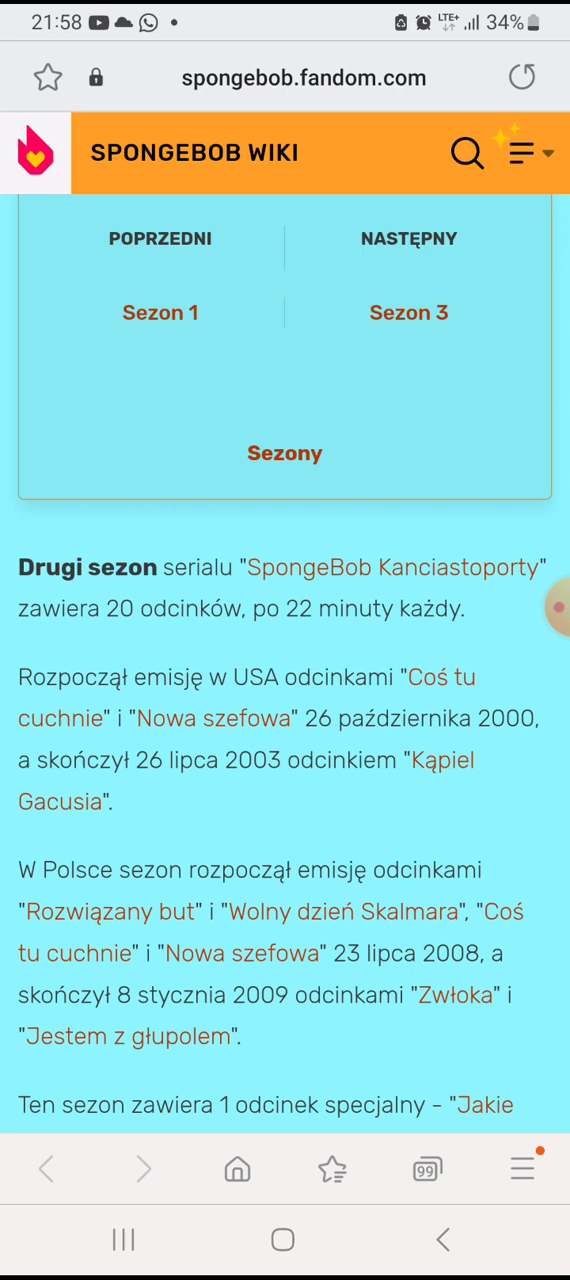 21:58 LTE+ 34%
spongebob.fandom.com
SPONGEBOB WIKI
POPRZEDNI NASTĘPNY
Sezon 1 Sezon 3
Sezony
Drugi sezon serialu "SpongeBob Kanciastoporty"
zawiera 20 odcinków, po 22 minuty każdy.
Rozpoczął emisję w USA odcinkami "Coś tu
cuchnie" i "Nowa szefowa" 26 października 2000,
a skończył 26 lipca 2003 odcinkiem "Kąpiel
Gacusia".
W Polsce sezon rozpoczął emisję odcinkami
"Rozwiązany but" i "Wolny dzień Skalmara", "Coś
tu cuchnie" i "Nowa szefowa" 23 lipca 2008, a
skończył 8 stycznia 2009 odcinkami "Zwłoka" i
"Jestem z głupolem".
Ten sezon zawiera 1 odcinek specjalny - "Jakie
99